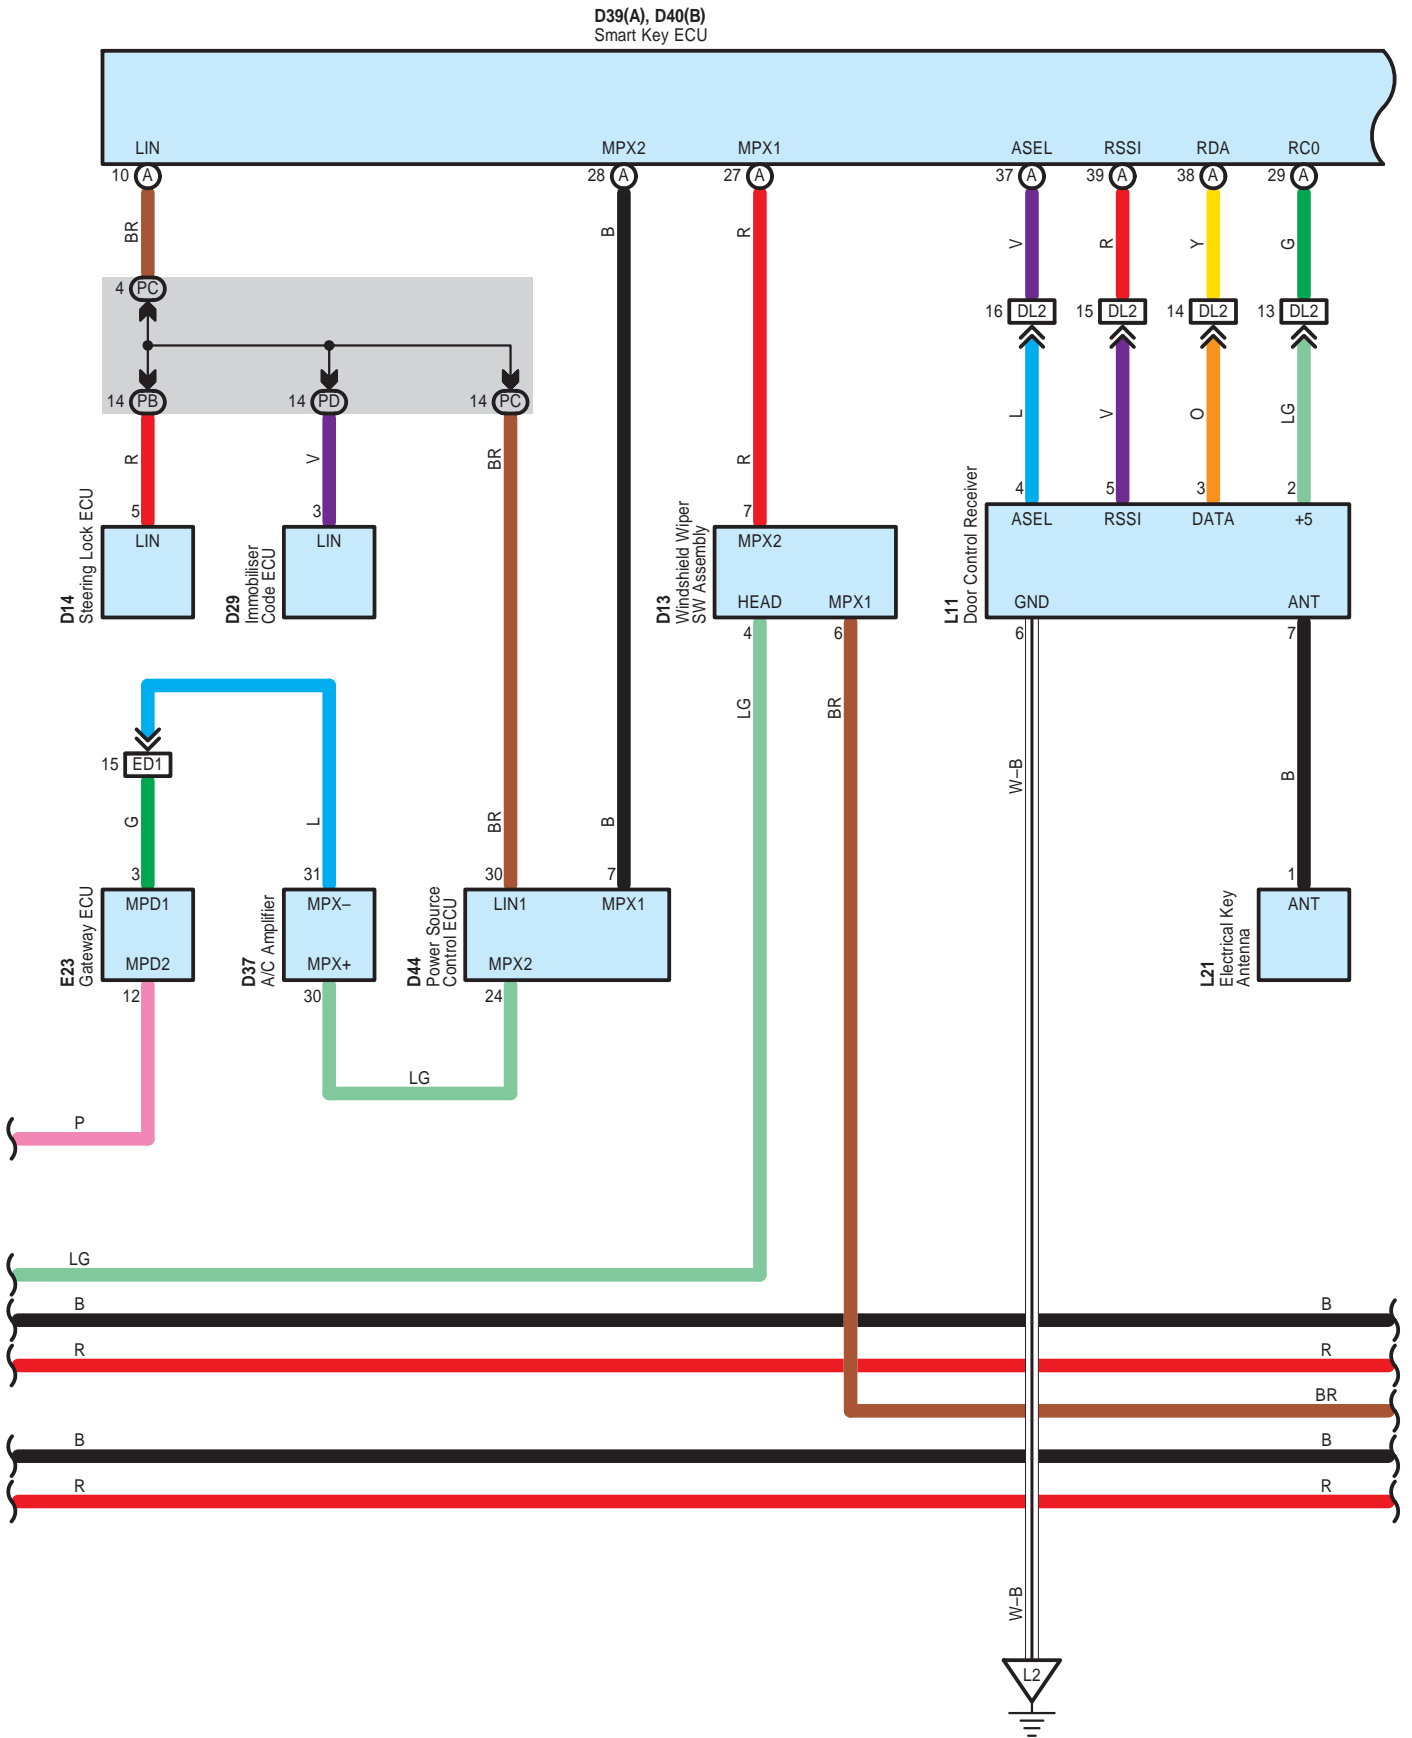 D39(A), D40(B)
Smart Key ECU
LIN MPX2 MPX1 ASEL RSSI RDA RC0
10 A 28 A 27 A 37 A 39 A 38 A 29 A
BR B R V R Y G
4 PC
16 DL2 15 DL2 14 DL2 13 DL2
14 PB 14 PD 14 PC
R V BR R L V O LG
5 3 7 4 5 3 2
D14
Steering Lock ECU
LIN
D29
Immobiliser
Code ECU
LIN
D13
Windshield Wiper
SW Assembly
MPX2
HEAD MPX1
L11
Door Control Receiver
ASEL RSSI DATA +5
GND ANT
4 6 6 7
LG BR
15 ED1
W–B B
G L BR B
3 31 30 7 1
E23
Gateway ECU
MPD1
MPD2
D37
A/C Amplifier
MPX–
MPX+
D44
Power Source
Control ECU
LIN1 MPX1
MPX2
L21
Electrical Key
Antenna
ANT
12 30 24
LG
P
LG
B B
R R
BR
B B
R R
W–B
L2